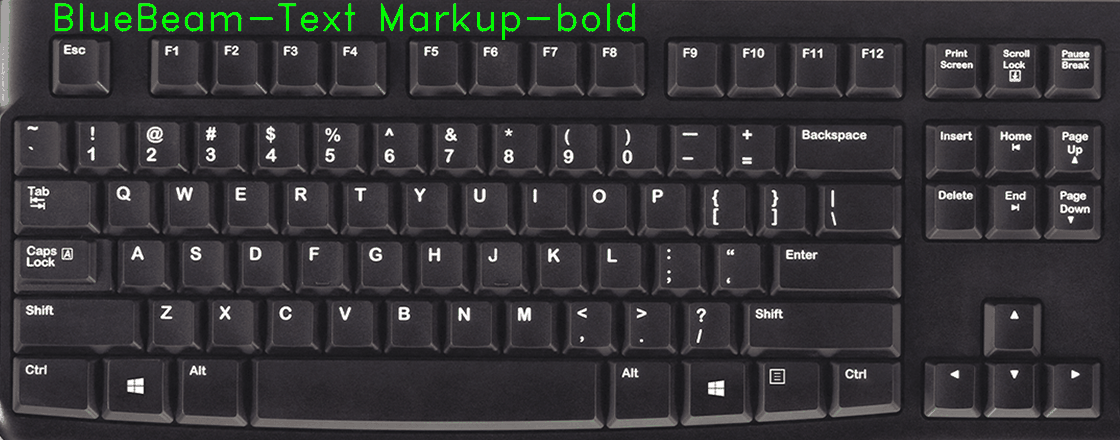 BlueBeam-Text Markup-bold
Esc F1 F2 F3 F4 F5 F6 F7 F8 F9 F10 F11 F12 Print Screen Scroll Lock Pause Break
~ ` ! 1 @ 2 # 3 $ 4 % 5 ^ 6 & 7 * 8 ( 9 ) 0 — – + = Backspace Insert Home Page Up
Tab Q W E R T Y U I O P { [ } ] | \ Delete End Page Down
Caps Lock A A S D F G H J K L : ; “ ‘ Enter
Shift Z X C V B N M < , > . ? / Shift
Ctrl Alt Alt Ctrl